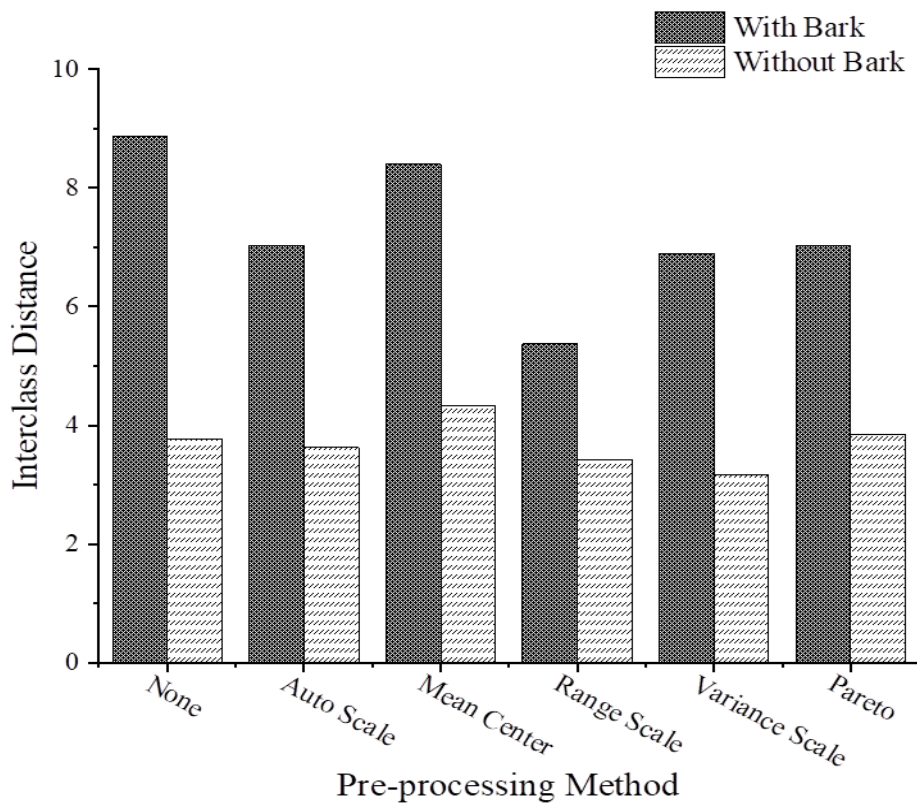 With Bark
Without Bark
10
8
6
4
2
0
Interclass Distance
None
Auto Scale
Mean Center
Range Scale
Variance Scale
Pareto
Pre-processing Method